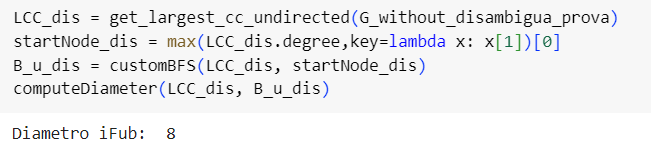 LCC_dis = get_largest_cc_undirected(G_without_disambigua_prova)
startNode_dis = max(LCC_dis.degree,key=lambda x: x[1])[0]
B_u_dis = customBFS(LCC_dis, startNode_dis)
computeDiameter(LCC_dis, B_u_dis)
Diametro iFub:  8